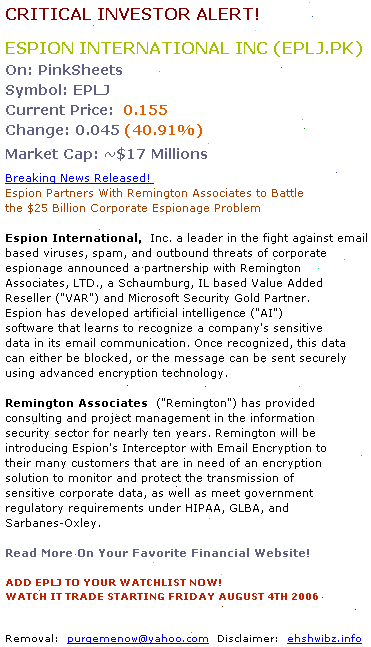 CRITICAL INVESTOR ALERT!
ESPION INTERNATIONAL INC (EPLJ.PK)
On: PinkSheets
Symbol: EPLJ
Current Price: 0.155
Change: 0.045 (40.91%)
Market Cap: ~$17 Millions
Breaking News Released!
Espion Partners With Remington Associates to Battle
the $25 Billion Corporate Espionage Problem
Espion International, Inc. a leader in the fight against email
based viruses, spam, and outbound threats of corporate
espionage announced a partnership with Remington
Associates, LTD., a Schaumburg, IL based Value Added
Reseller ("VAR") and Microsoft Security Gold Partner.
Espion has developed artificial intelligence ("AI")
software that learns to recognize a company's sensitive
data in its email communication. Once recognized, this data
can either be blocked, or the message can be sent securely
using advanced encryption technology.
Remington Associates ("Remington") has provided
consulting and project management in the information
security sector for nearly ten years. Remington will be
introducing Espion's Interceptor with Email Encryption to
their many customers that are in need of an encryption
solution to monitor and protect the transmission of
sensitive corporate data, as well as meet government
regulatory requirements under HIPAA, GLBA, and
Sarbanes-Oxley.
Read More On Your Favorite Financial Website!
ADD EPLJ TO YOUR WATCHLIST NOW!
WATCH IT TRADE STARTING FRIDAY AUGUST 4TH 2006
Removal: purgemenow@yahoo.com Disclaimer: ehshwibz.info